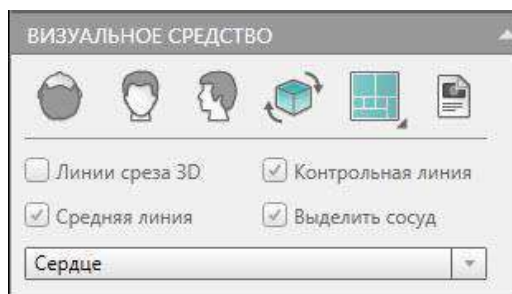 ВИЗУАЛЬНОЕ СРЕДСТВО
Линии среза 3D Контрольная линия
Средняя линия Выделить сосуд
Сердце